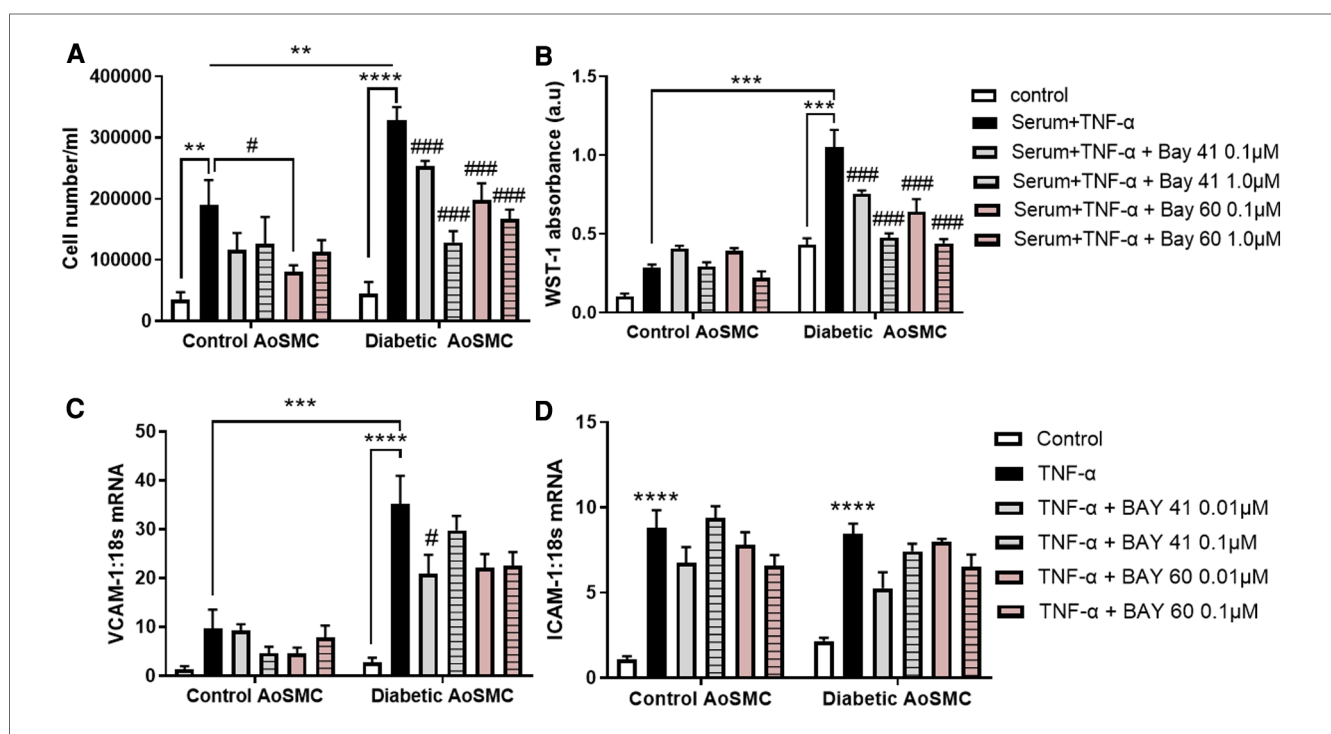 A
**
Cell number/ml
400000
300000
200000
100000
0
**
#
****
###
###
###
###
Control AoSMC
Diabetic AoSMC
B
***
WST-1 absorbance (a.u)
1.5
1.0
0.5
0.0
***
###
###
###
###
Control AoSMC
Diabetic AoSMC
control
Serum+TNF-α
Serum+TNF-α + Bay 41 0.1µM
Serum+TNF-α + Bay 41 1.0µM
Serum+TNF-α + Bay 60 0.1µM
Serum+TNF-α + Bay 60 1.0µM
C
***
VCAM-1:18s mRNA
50
40
30
20
10
0
****
#
Control AoSMC
Diabetic AoSMC
D
ICAM-1:18s mRNA
15
10
5
0
****
****
Control AoSMC
Diabetic AoSMC
Control
TNF-α
TNF-α + BAY 41 0.01µM
TNF-α + BAY 41 0.1µM
TNF-α + BAY 60 0.01µM
TNF-α + BAY 60 0.1µM